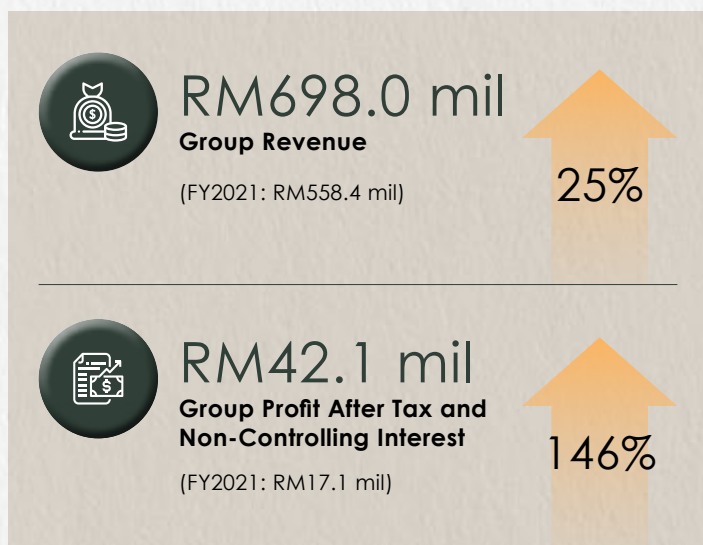 RM698.0 mil
Group Revenue
(FY2021: RM558.4 mil)
25%
RM42.1 mil
Group Profit After Tax and
Non-Controlling Interest
(FY2021: RM17.1 mil)
146%